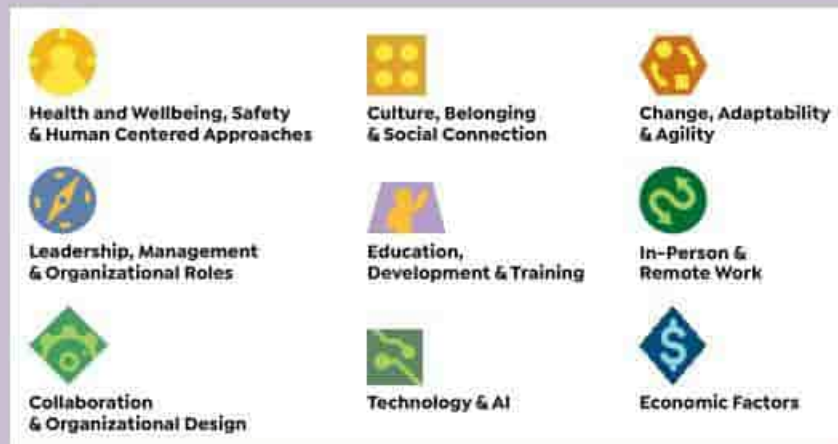 Health and Wellbeing, Safety
& Human Centered Approaches
Culture, Belonging
& Social Connection
Change, Adaptability
& Agility
Leadership, Management
& Organizational Roles
Education,
Development & Training
In-Person &
Remote Work
Collaboration
& Organizational Design
Technology & AI
$
Economic Factors